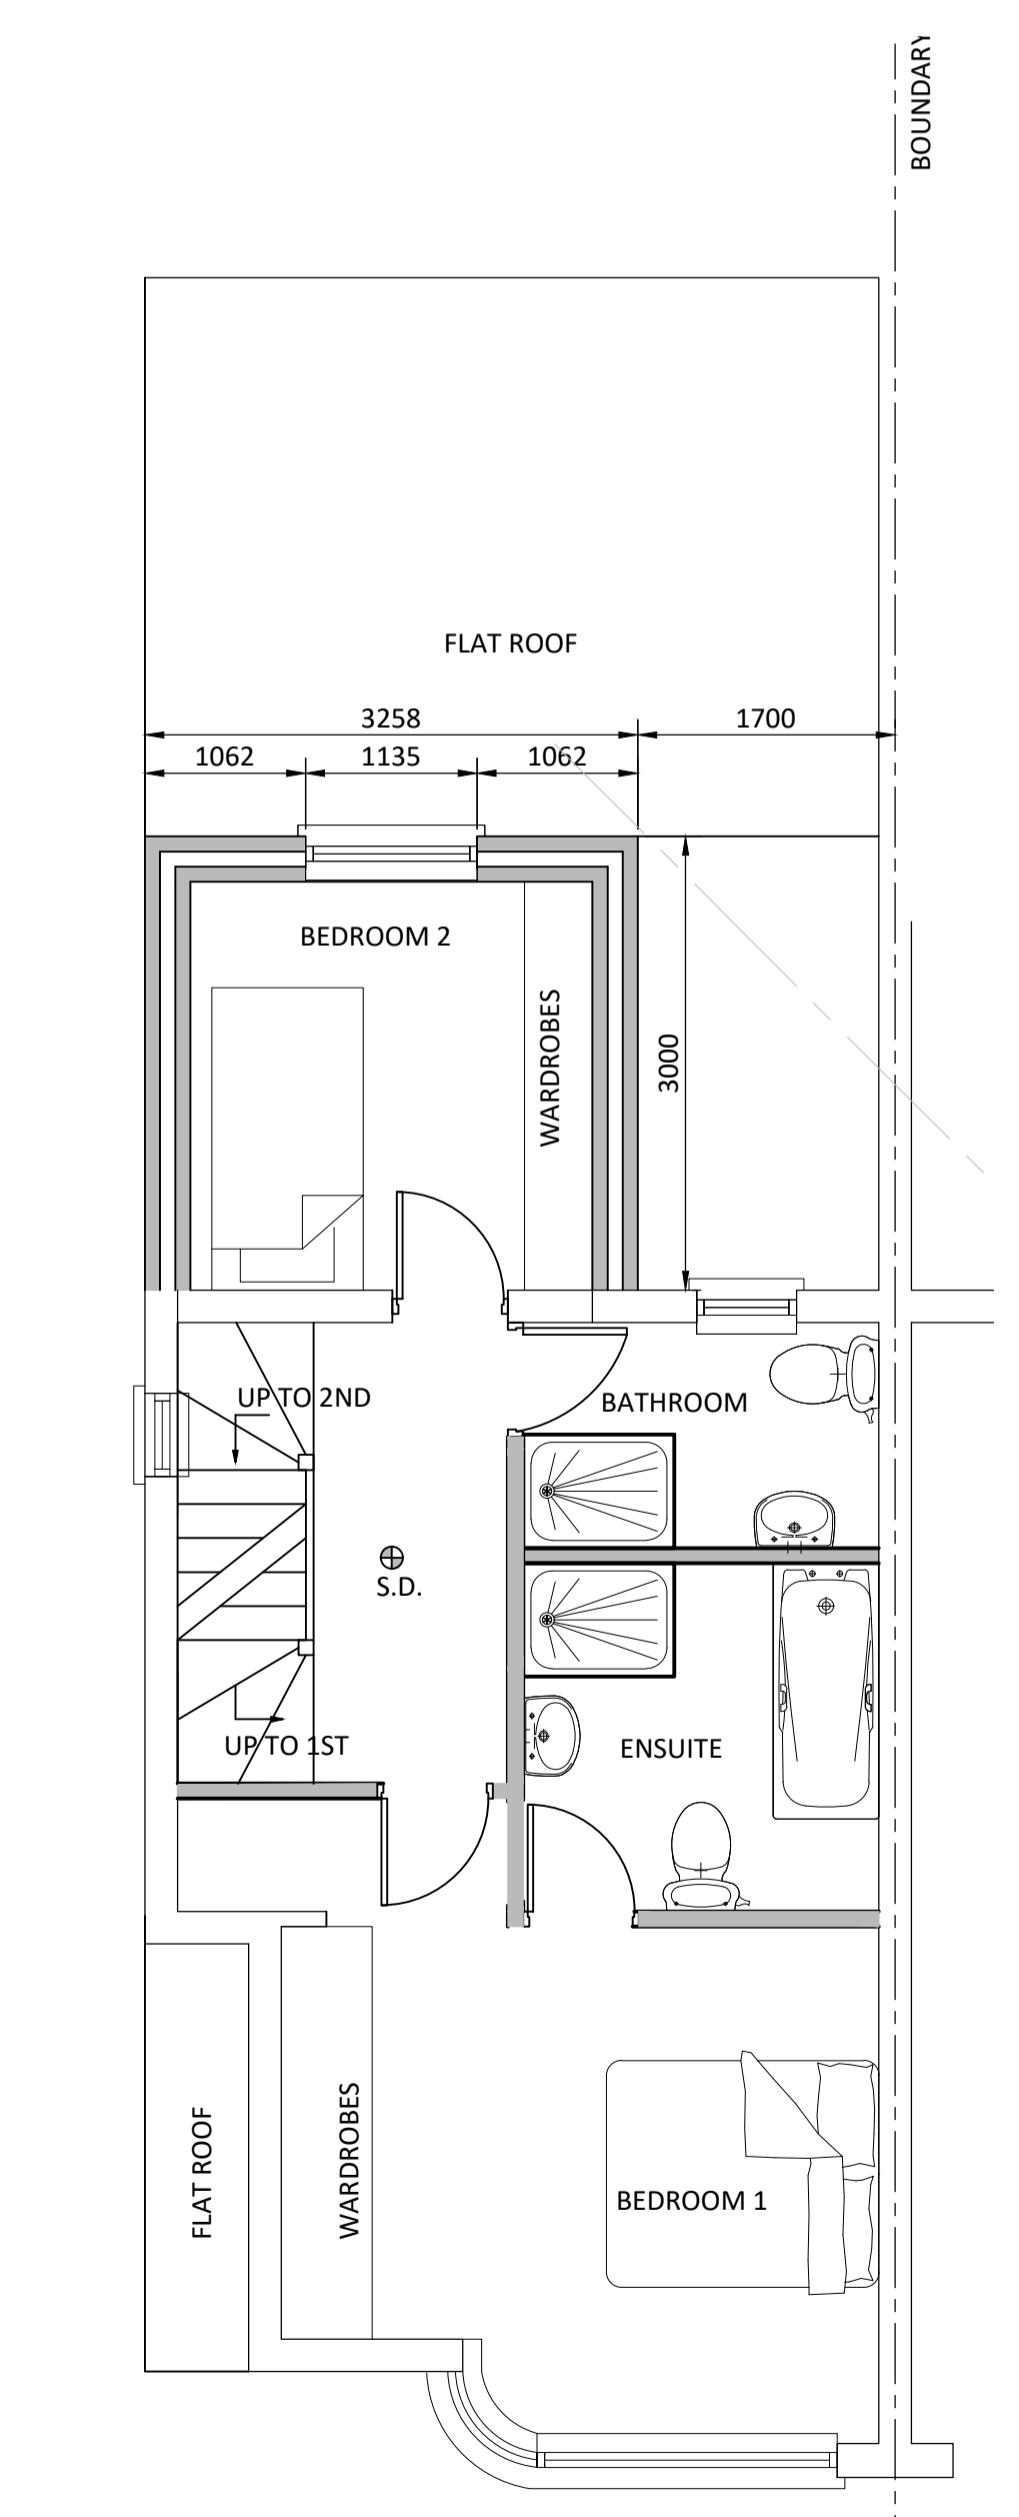 BOUNDARY
FLAT ROOF
3258
1700
1062
1135
1062
BEDROOM 2
WARDROBES
3000
UP TO 2ND
BATHROOM
S.D.
UP TO 1ST
ENSUITE
FLAT ROOF
WARDROBES
BEDROOM 1